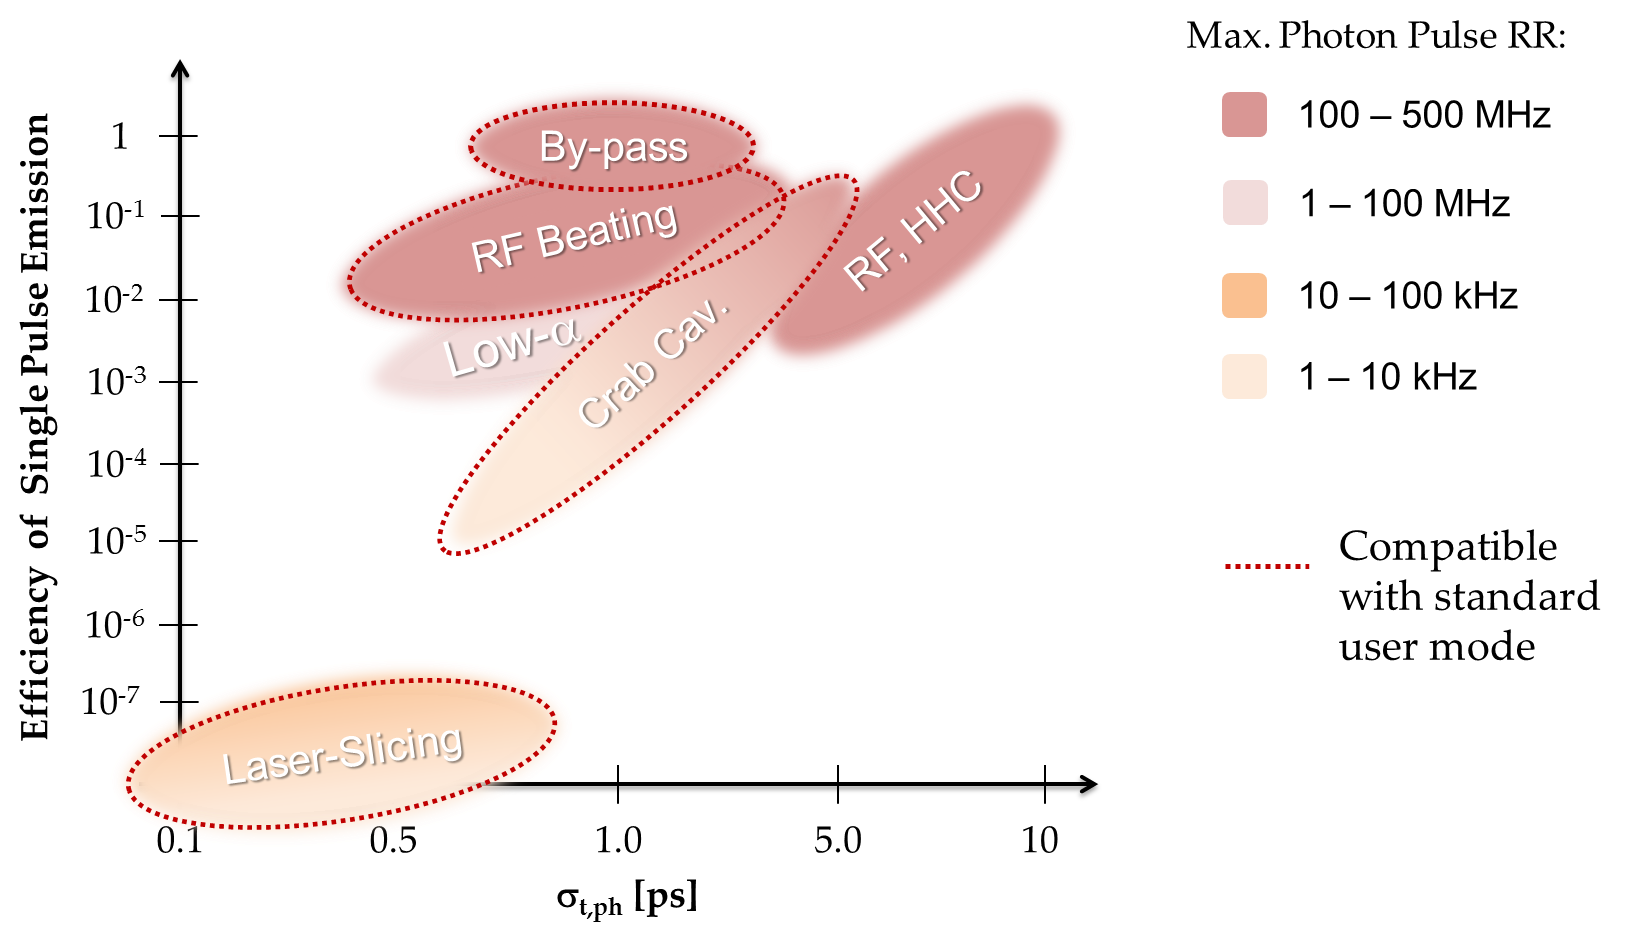 Max. Photon Pulse RR:
100 – 500 MHz
1 – 100 MHz
10 – 100 kHz
1 – 10 kHz
Compatible
with standard
user mode
Efficiency of Single Pulse Emission
1
10⁻¹
10⁻²
10⁻³
10⁻⁴
10⁻⁵
10⁻⁶
10⁻⁷
By-pass
RF Beating
RF, HHC
Low-α
Crab Cav.
Laser-Slicing
0.1 0.5 1.0 5.0 10
σt,ph [ps]